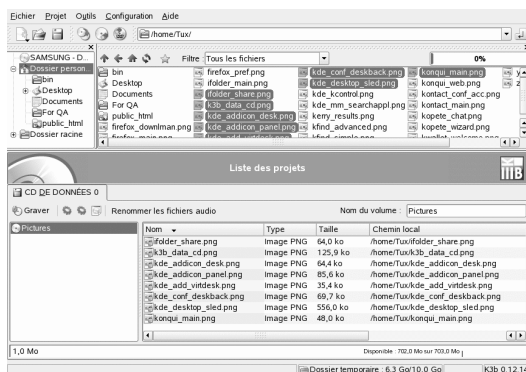 Fichier Projet Outils Configuration Aide
/home/Tux/
SAMSUNG - D...
Dossier person
bin
Desktop
Documents
For QA
public_html
Dossier racine
Filtre : Tous les fichiers
0%
bin
Desktop
Documents
For QA
public_html
firefox_downlman.png
firefox_main.png
firefox_pref.png
folder_main.png
ifolder_share.png
k3b_data_cd.png
kde_addicon_desk.png
kde_addicon_panel.png
kde_add_virtdesk.png
kde_conf_deskback.png
kde_desktop_sled.png
kde_kcontrol.png
kde_mm_searchappl.png
kerry_results.png
kfind_advanced.png
kfind_simple.png
konqui_main.png
konqui_web.png
kontact_conf_acc.png
kontact_main.png
kopete_chat.png
kopete_wizard.png
kwallet_welcome.png
Liste des projets
CD DE DONNÉES 0
Graver Renommer les fichiers audio Nom du volume : Pictures
Pictures
Nom Type Taille Chemin local
ifolder_share.png Image PNG 64,0 ko /home/Tux/ifolder_share.png
k3b_data_cd.png Image PNG 125,9 ko /home/Tux/k3b_data_cd.png
kde_addicon_desk.png Image PNG 64,4 ko /home/Tux/kde_addicon_desk.png
kde_addicon_panel.png Image PNG 85,6 ko /home/Tux/kde_addicon_panel.png
kde_add_virtdesk.png Image PNG 35,4 ko /home/Tux/kde_add_virtdesk.png
kde_conf_deskback.png Image PNG 69,7 ko /home/Tux/kde_conf_deskback.png
kde_desktop_sled.png Image PNG 556,0 ko /home/Tux/kde_desktop_sled.png
konqui_main.png Image PNG 48,0 ko /home/Tux/konqui_main.png
1,0 Mo
Disponible : 702,0 Mo sur 703,0 Mo
Dossier temporaire : 6,3 Go/10,0 Go K3b 0.12.14